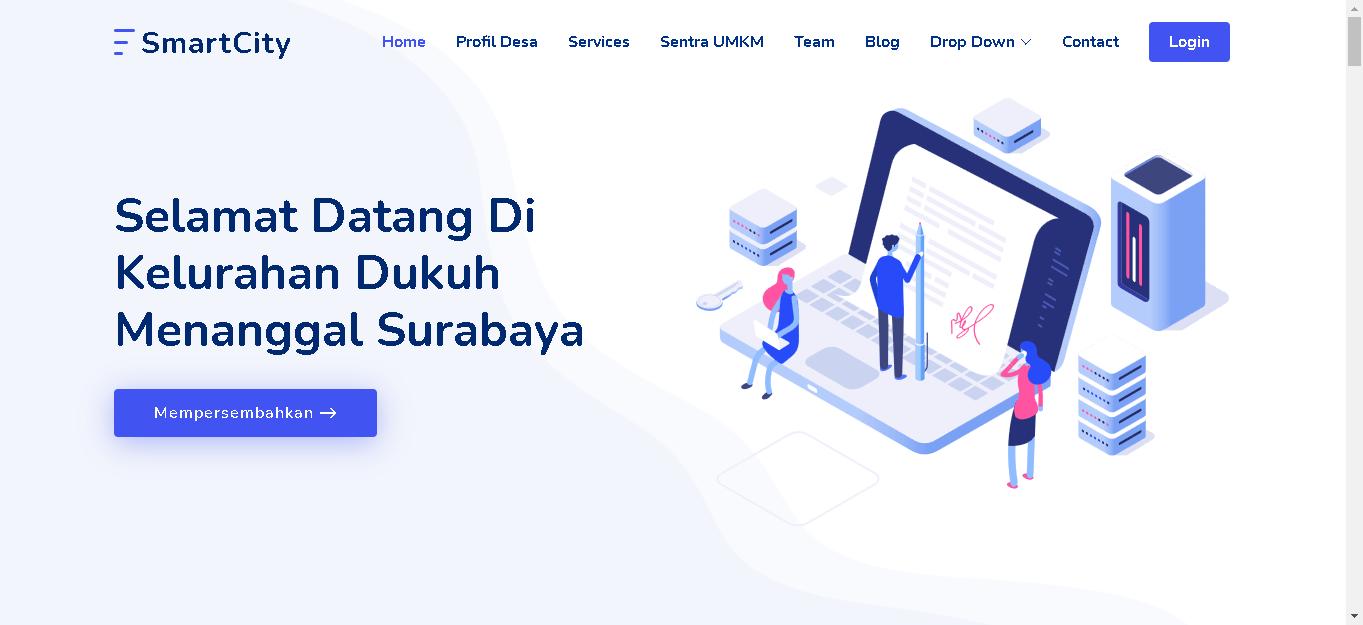 SmartCity
Home Profil Desa Services Sentra UMKM Team Blog Drop Down Contact Login
Selamat Datang Di
Kelurahan Dukuh
Menanggal Surabaya
Mempersembahkan →